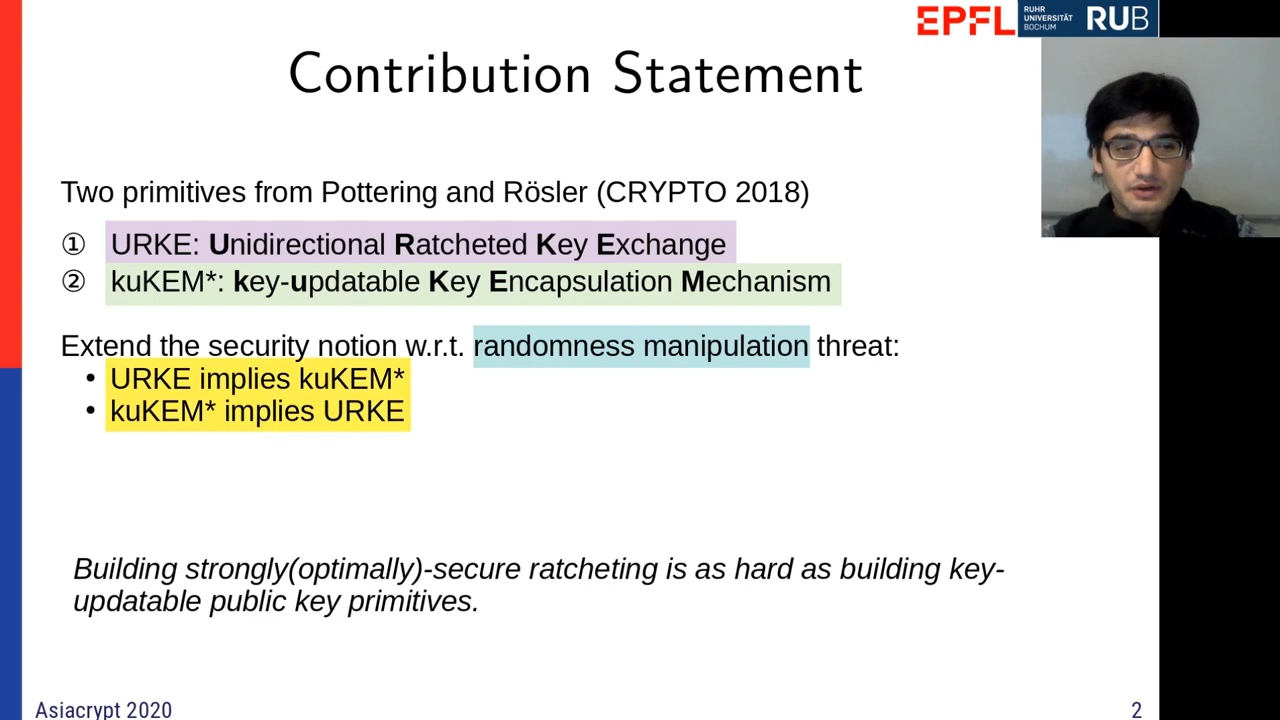 EPFL
RUHR
UNIVERSITÄT
BOCHUM
RUB
Contribution Statement
Two primitives from Pottering and Rösler (CRYPTO 2018)
① URKE: Unidirectional Ratcheted Key Exchange
② kuKEM*: key-updatable Key Encapsulation Mechanism
Extend the security notion w.r.t. randomness manipulation threat:
• URKE implies kuKEM*
• kuKEM* implies URKE
Building strongly(optimally)-secure ratcheting is as hard as building key-
updatable public key primitives.
Asiacrypt 2020
2